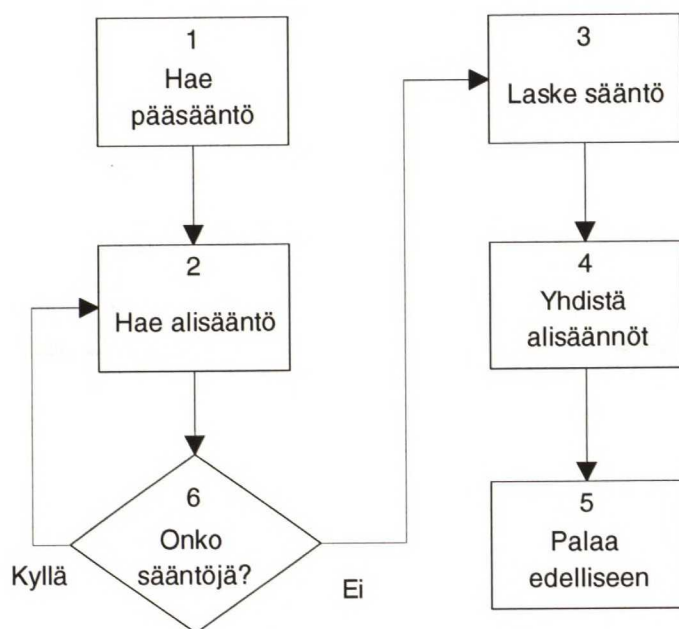 1
Hae
pääsääntö
2
Hae alisääntö
6
Onko
sääntöjä?
Kyllä
Ei
3
Laske sääntö
4
Yhdistä
alisäännöt
5
Palaa
edelliseen